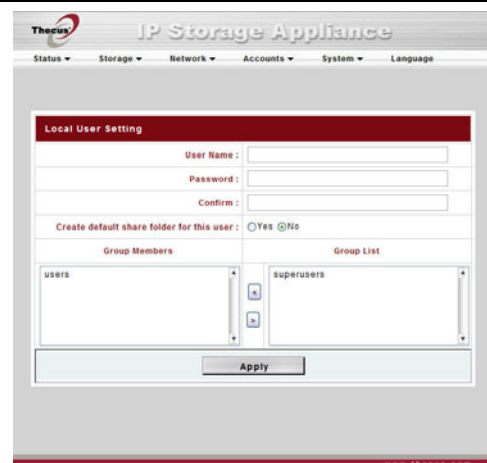 Thecus IP Storage Appliance
Status Storage Network Accounts System Language
Local User Setting
User Name :
Password :
Confirm :
Create default share folder for this user : Yes No
Group Members Group List
users superusers
«
»
Apply